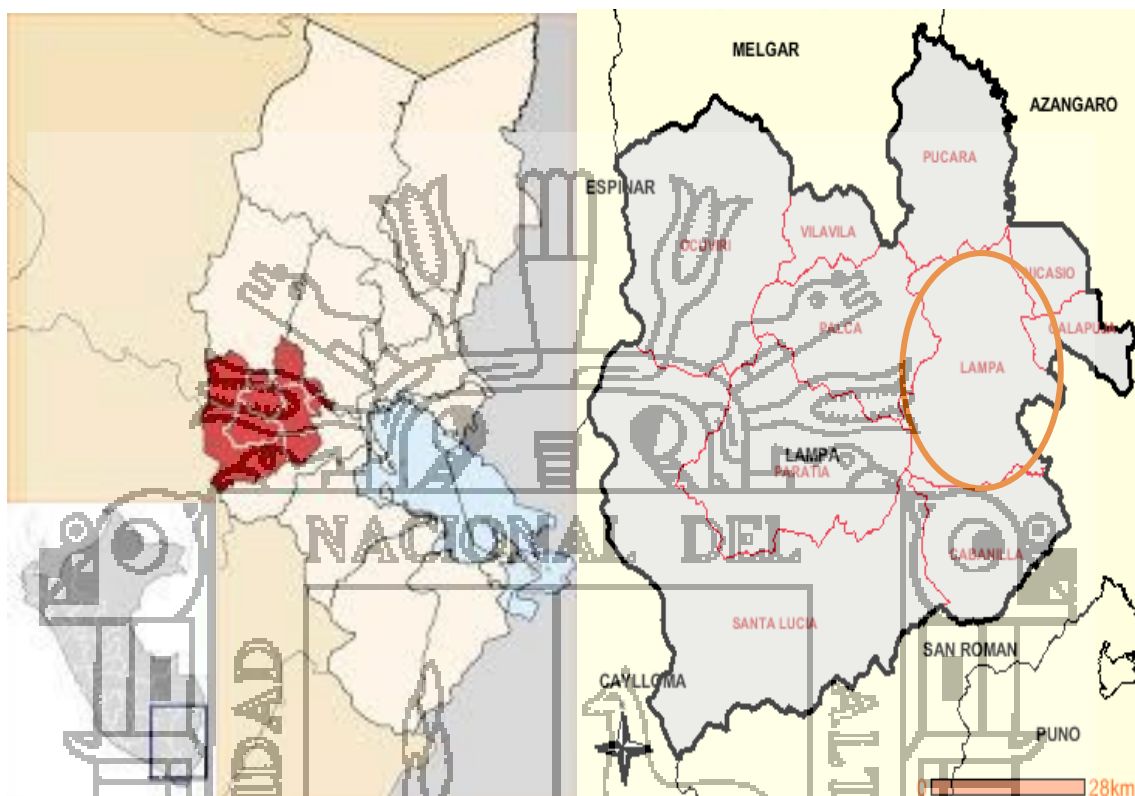 MELGAR
AZANGARO
PUCARA
ESPINAR
VILAVILA
OCUVIRI
NICASIO
PALCA
CALAPUJA
LAMPA
LAMPA
PARATIA
NACIONAL DEL
CABANILLA
SANTA LUCIA
SAN ROMAN
CAYLLOMA
PUNO
0 28km